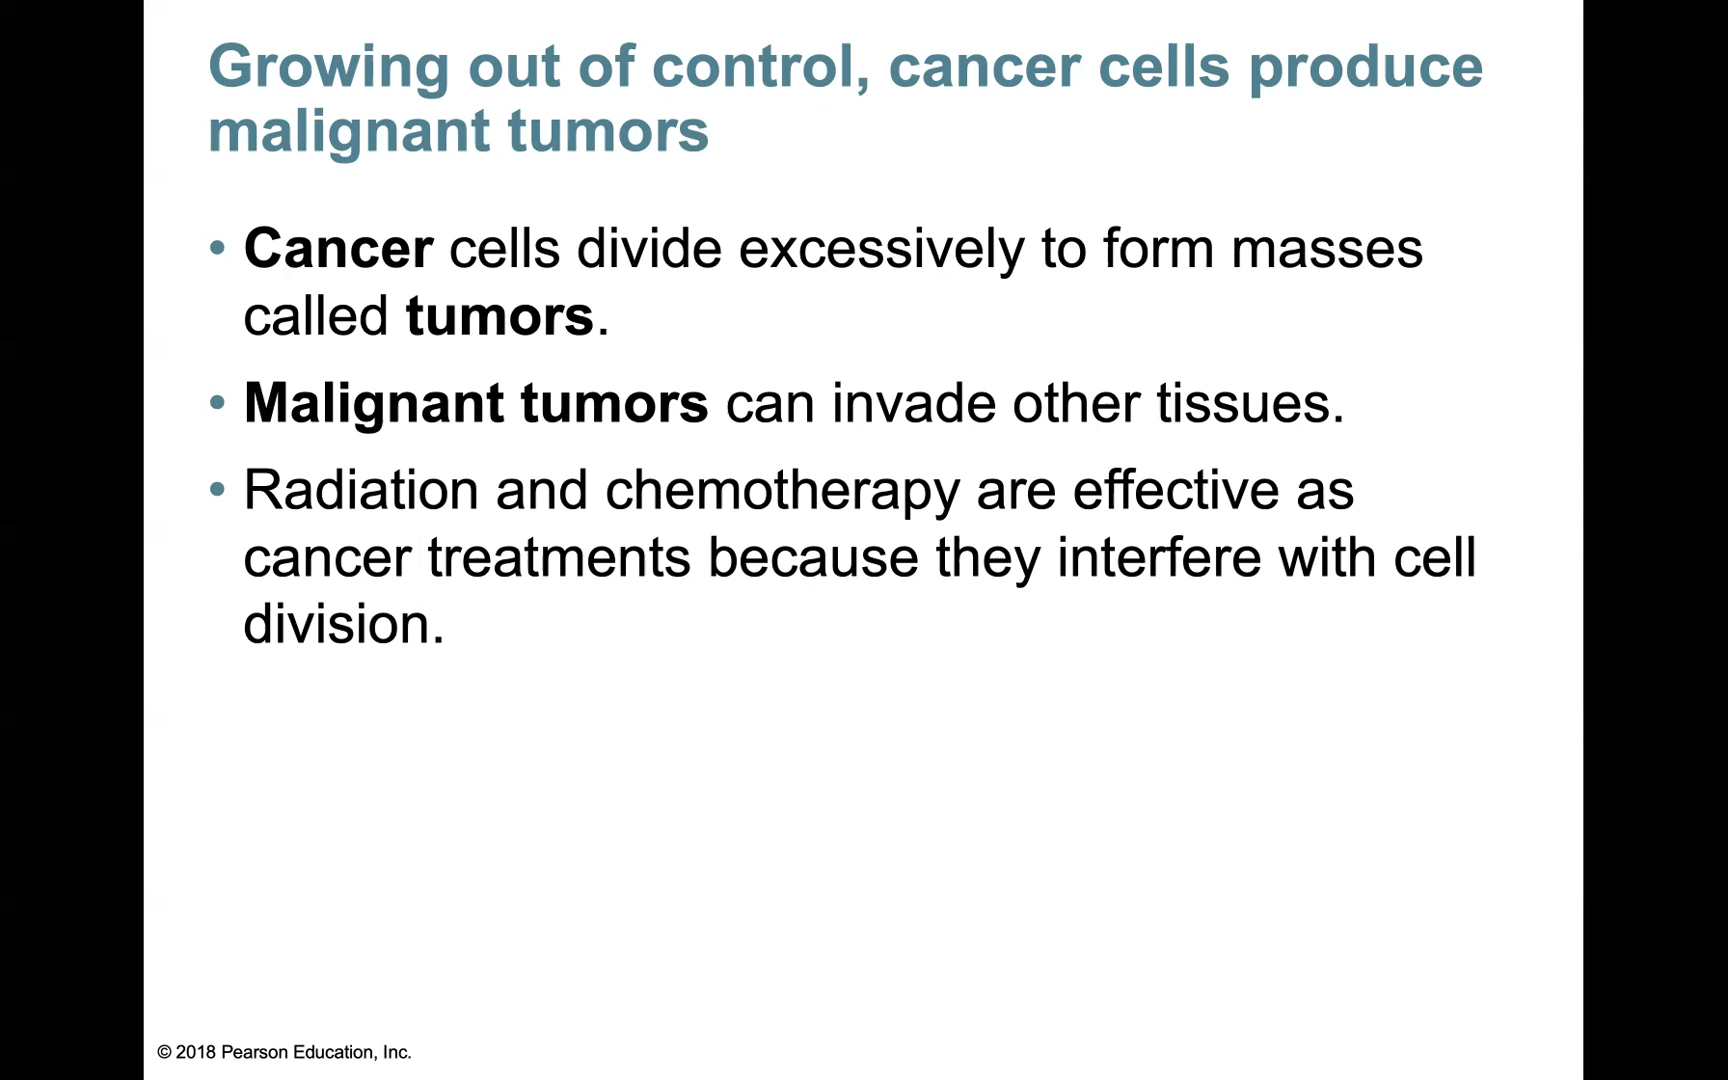 Growing out of control, cancer cells produce
malignant tumors
• Cancer cells divide excessively to form masses
called tumors.
• Malignant tumors can invade other tissues.
• Radiation and chemotherapy are effective as
cancer treatments because they interfere with cell
division.
© 2018 Pearson Education, Inc.